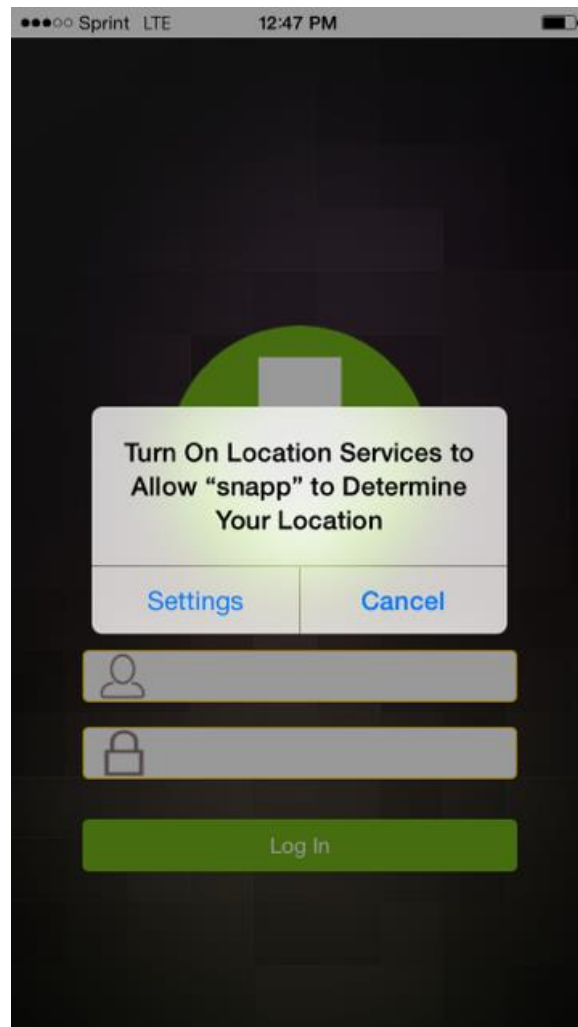 Sprint LTE 12:47 PM
Turn On Location Services to
Allow “snapp” to Determine
Your Location
Settings Cancel
Log In